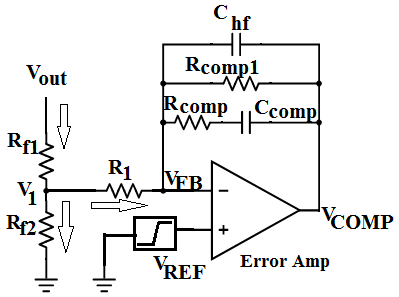 Chf
Vout
Rcomp1
Rcomp
Ccomp
Rf1
R1
V1
VFB
−
Rf2
+
VCOMP
VREF
Error Amp